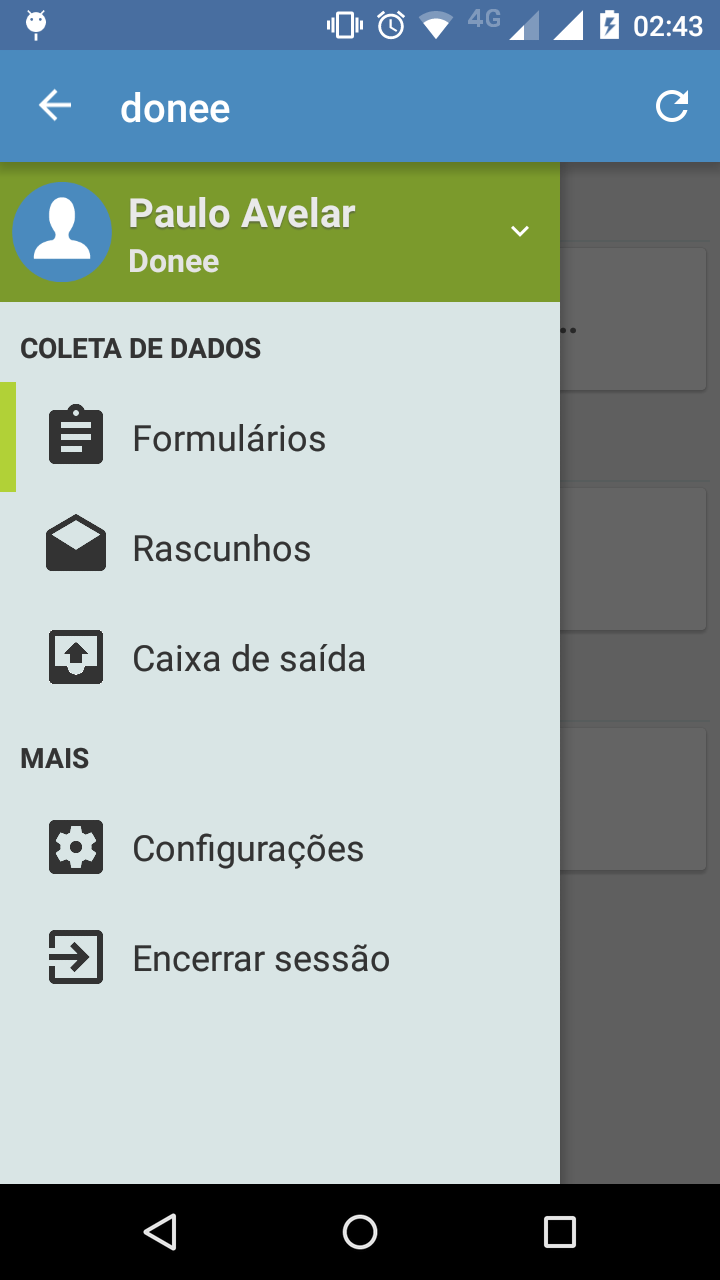 4G 02:43
donee
Paulo Avelar
Donee
COLETA DE DADOS
Formulários
..
Rascunhos
Caixa de saída
MAIS
Configurações
Encerrar sessão